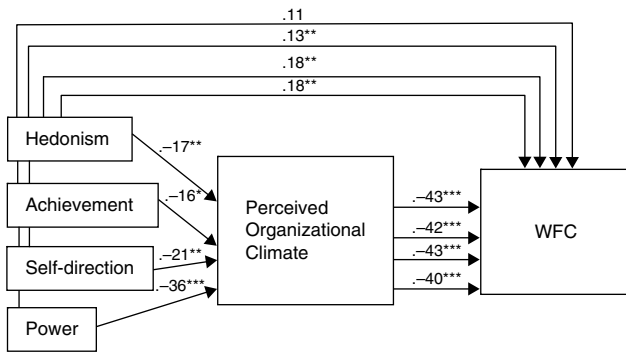 .11
.13**
.18**
.18**
Hedonism
.–17**
Achievement
.–16*
Perceived
Organizational
Climate
.–43***
.–42***
.–43***
.–40***
WFC
Self-direction
.–21**
.–36***
Power